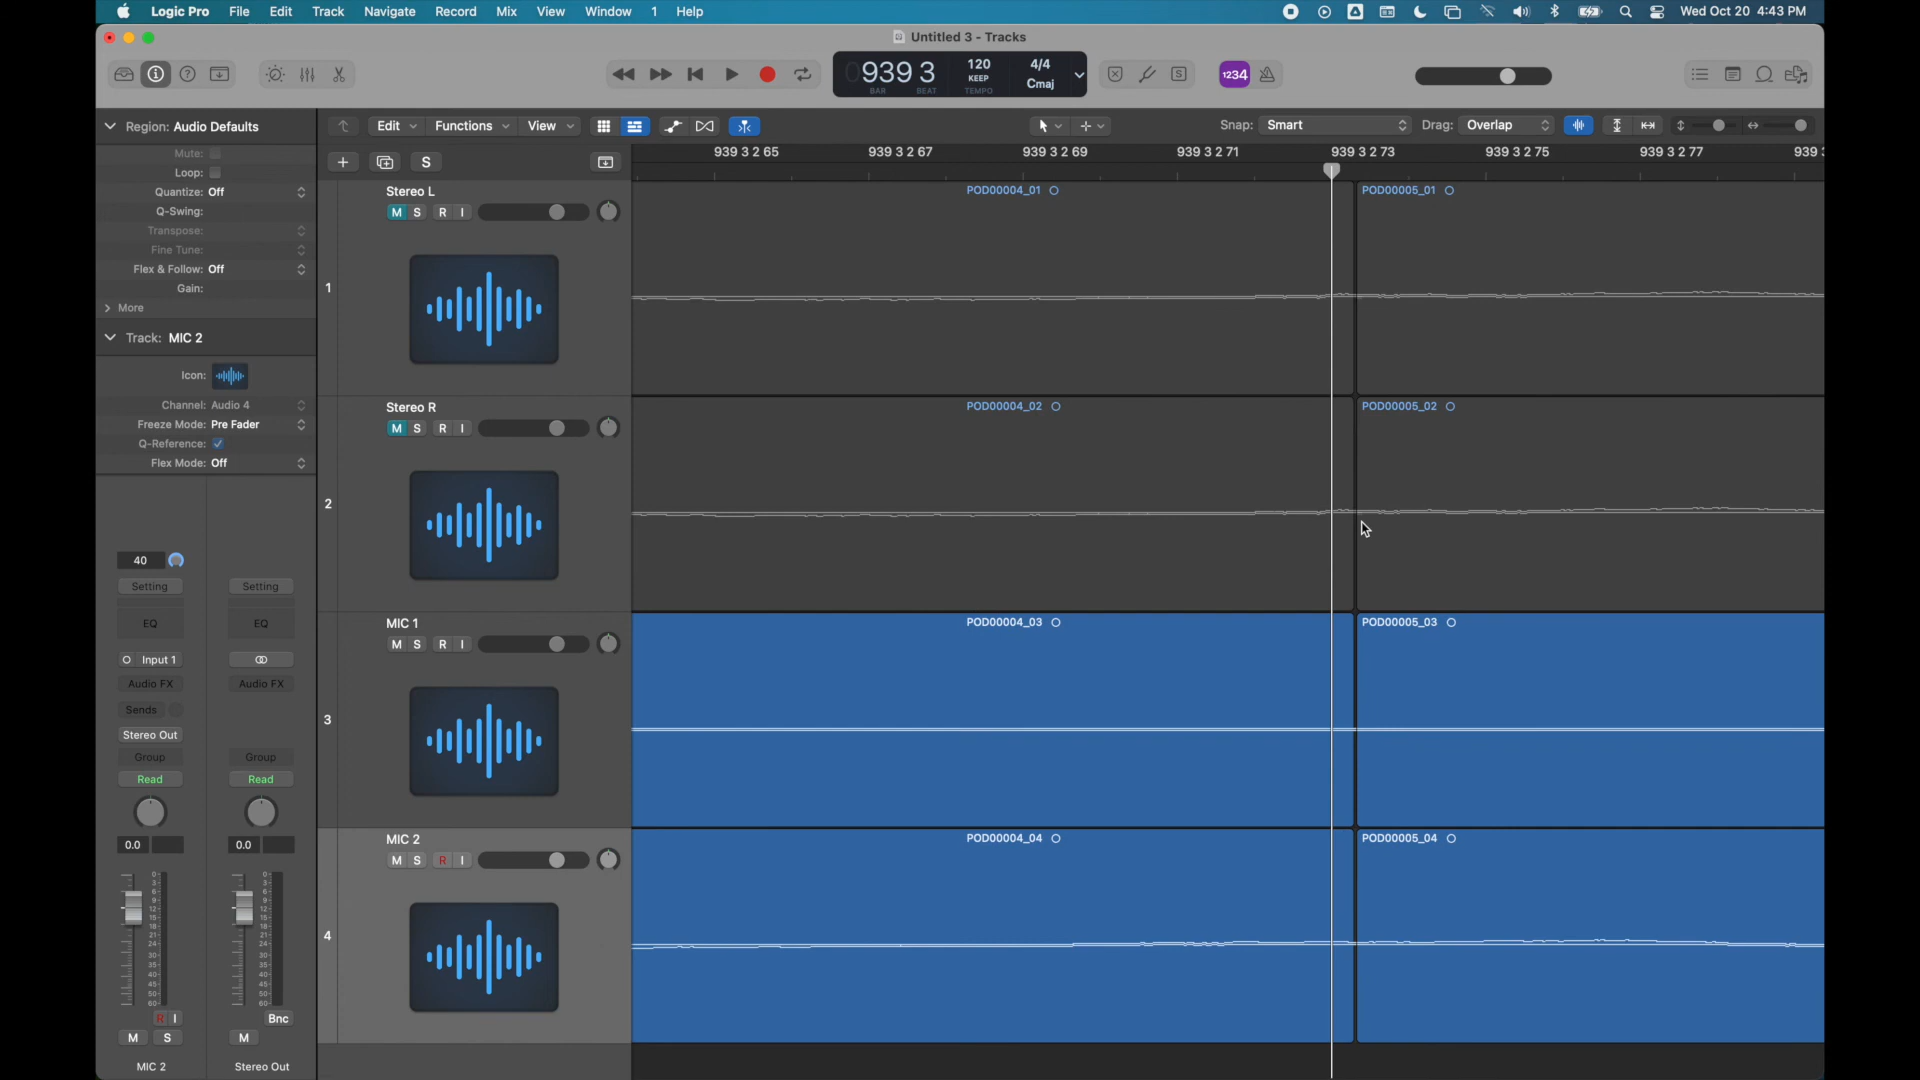 Logic Pro File Edit Track Navigate Record Mix View Window 1 Help Wed Oct 20 4:43 PM
Untitled 3 - Tracks
939 3 120 4/4
KEEP Cmaj
BAR BEAT TEMPO
1234
Region: Audio Defaults
Edit Functions View Snap: Smart Drag: Overlap
Mute:
Loop:
Quantize: Off
Q-Swing:
Transpose:
Fine Tune:
Flex & Follow: Off
Gain:
More
Track: MIC 2
Icon:
Channel: Audio 4
Freeze Mode: Pre Fader
Q-Reference:
Flex Mode: Off
40
Setting Setting
EQ EQ
Input 1
Audio FX Audio FX
Sends
Stereo Out
Group Group
Read Read
0.0 0.0
R I Bnc
M S M
MIC 2 Stereo Out
S
939 3 2 65 939 3 2 67 939 3 2 69 939 3 2 71 939 3 2 73 939 3 2 75 939 3 2 77 939
1
Stereo L
M S R I
POD00004_01 POD00005_01
2
Stereo R
M S R I
POD00004_02 POD00005_02
3
MIC 1
M S R I
POD00004_03 POD00005_03
4
MIC 2
M S R I
POD00004_04 POD00005_04